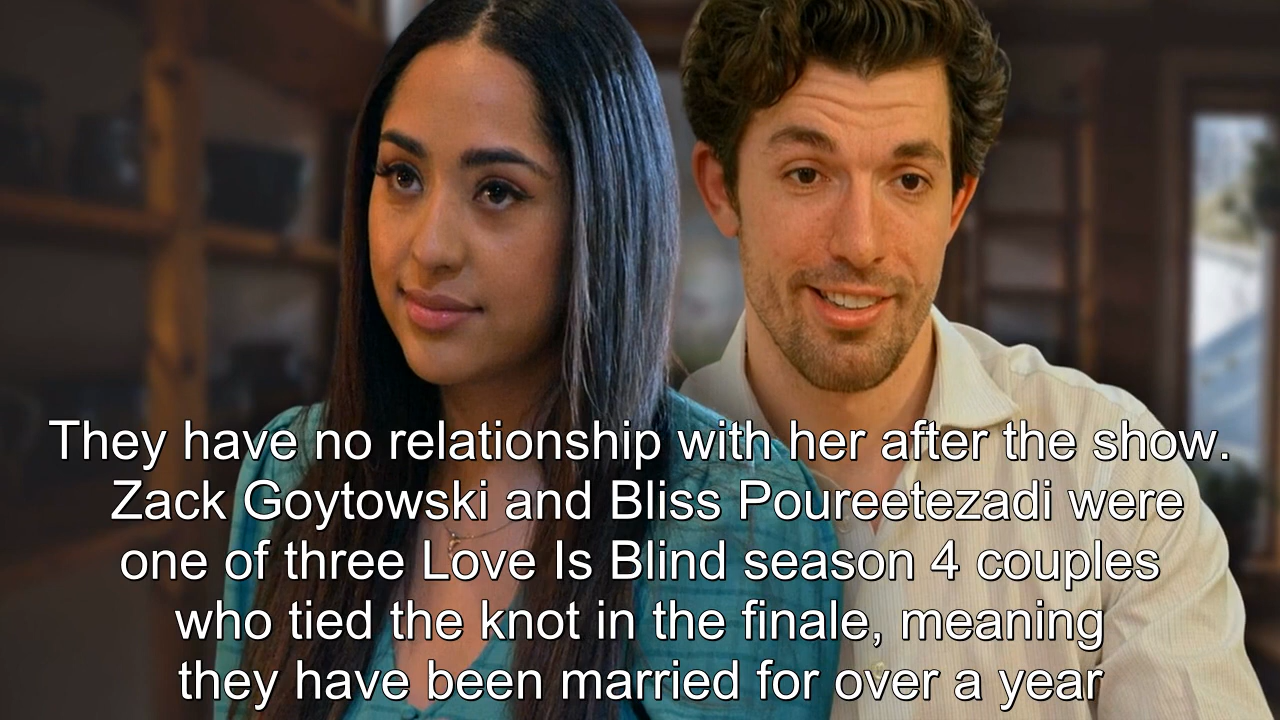 They have no relationship with her after the show.
Zack Goytowski and Bliss Poureetezadi were
one of three Love Is Blind season 4 couples
who tied the knot in the finale, meaning
they have been married for over a year